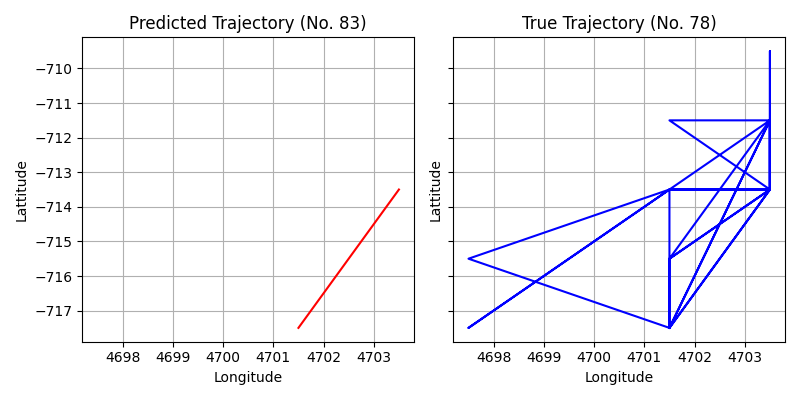 Predicted Trajectory (No. 83)
True Trajectory (No. 78)
−710
−711
−712
−713
−714
−715
−716
−717
Lattitude
Lattitude
4698 4699 4700 4701 4702 4703
4698 4699 4700 4701 4702 4703
Longitude
Longitude